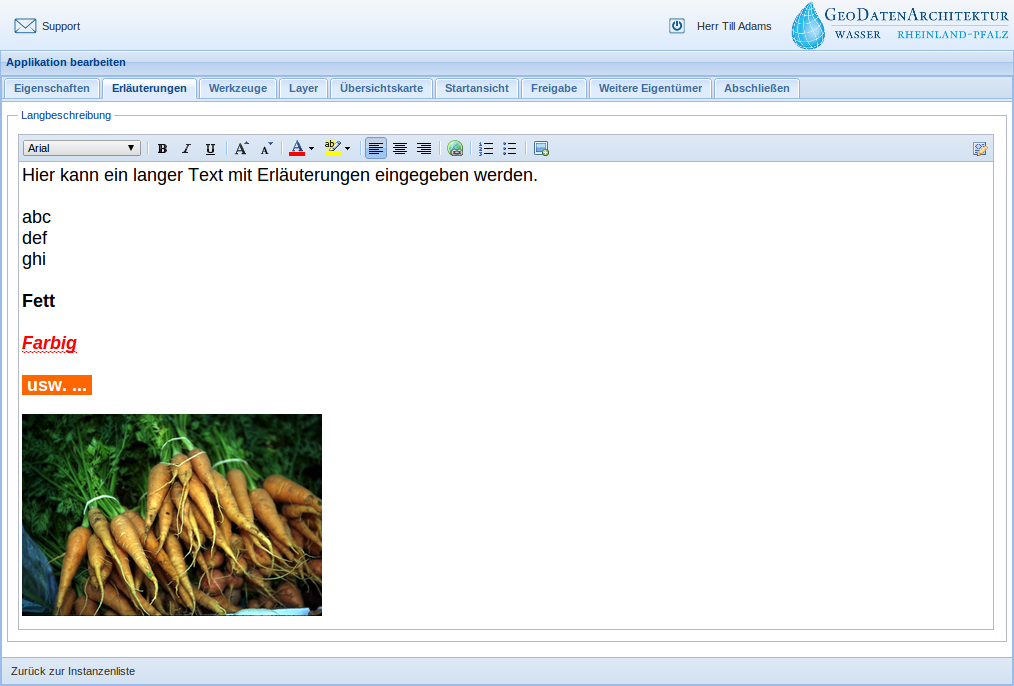 Support
Herr Till Adams
GeoDatenArchitektur
WASSER RHEINLAND-PFALZ
Applikation bearbeiten
Eigenschaften Erläuterungen Werkzeuge Layer Übersichtskarte Startansicht Freigabe Weitere Eigentümer Abschließen
Langbeschreibung
Arial B I U A A A ab
Hier kann ein langer Text mit Erläuterungen eingegeben werden.
abc
def
ghi
Fett
Farbig
usw. ...
Zurück zur Instanzenliste